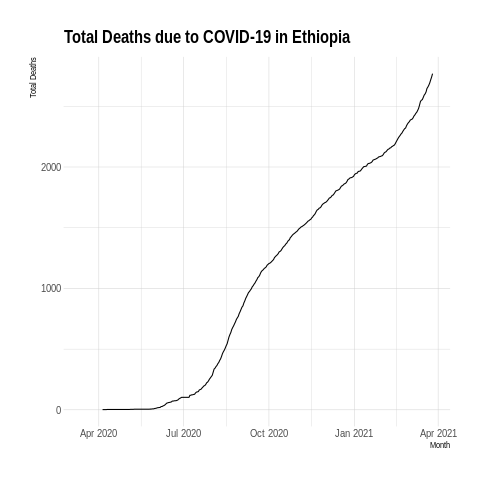 Total Deaths due to COVID-19 in Ethiopia
Total Deaths
2000
1000
0
Apr 2020 Jul 2020 Oct 2020 Jan 2021 Apr 2021
Month